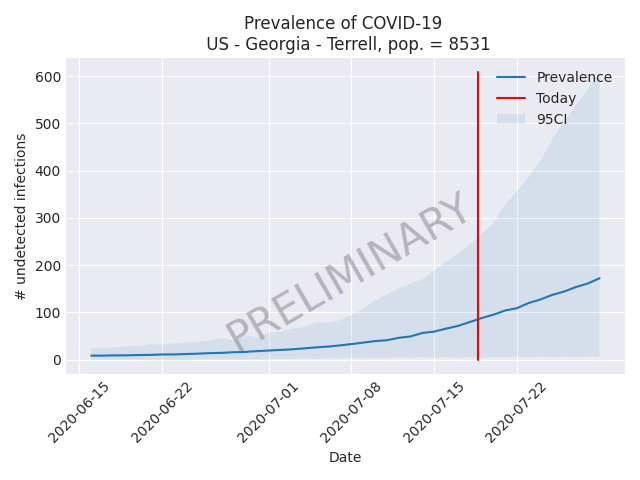 Prevalence of COVID-19
US - Georgia - Terrell, pop. = 8531
600
500
400
300
200
100
0
# undetected infections
Prevalence
Today
95CI
PRELIMINARY
2020-06-15
2020-06-22
2020-07-01
2020-07-08
2020-07-15
2020-07-22
Date